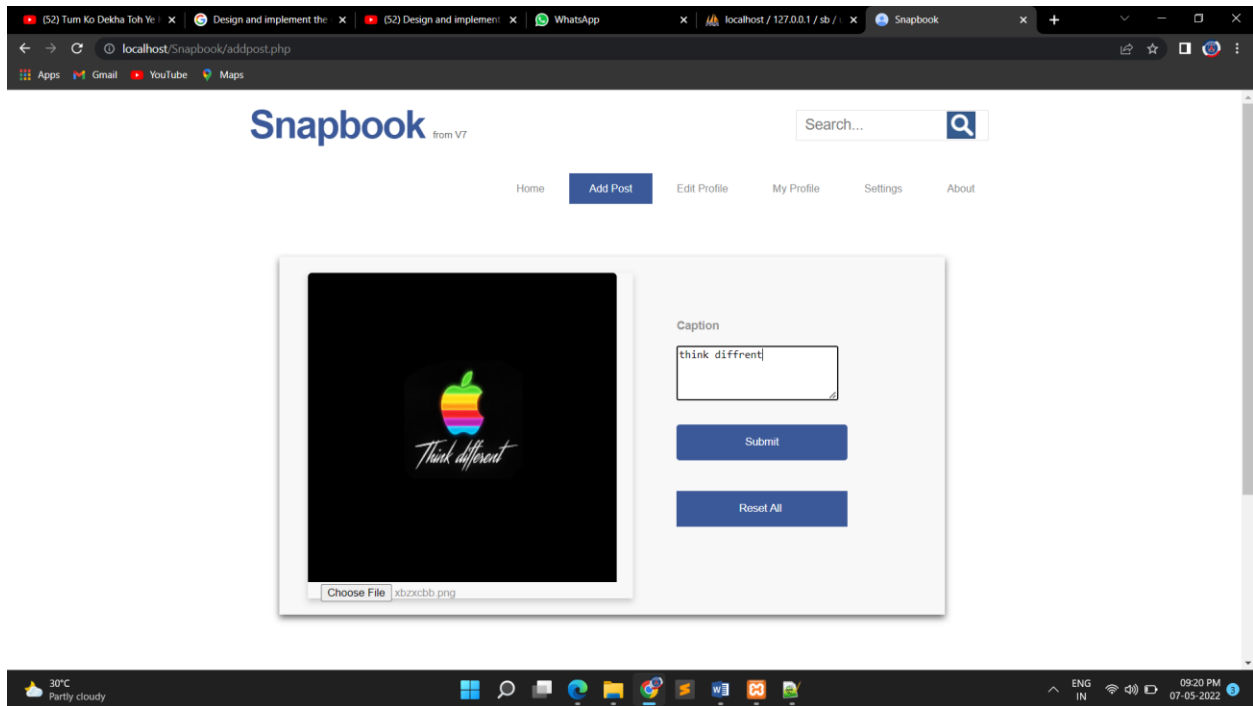 (52) Tum Ko Dekha Toh Ye
Design and implement the
(52) Design and implement
WhatsApp
localhost / 127.0.0.1 / sb /
Snapbook
localhost/Snapbook/addpost.php
Apps Gmail YouTube Maps
Snapbook from V7
Search...
Home Add Post Edit Profile My Profile Settings About
Think different
Caption
think diffrent
Submit
Reset All
Choose File xbzxcbb.png
30°C
Partly cloudy
ENG
IN
09:20 PM
07-05-2022
3